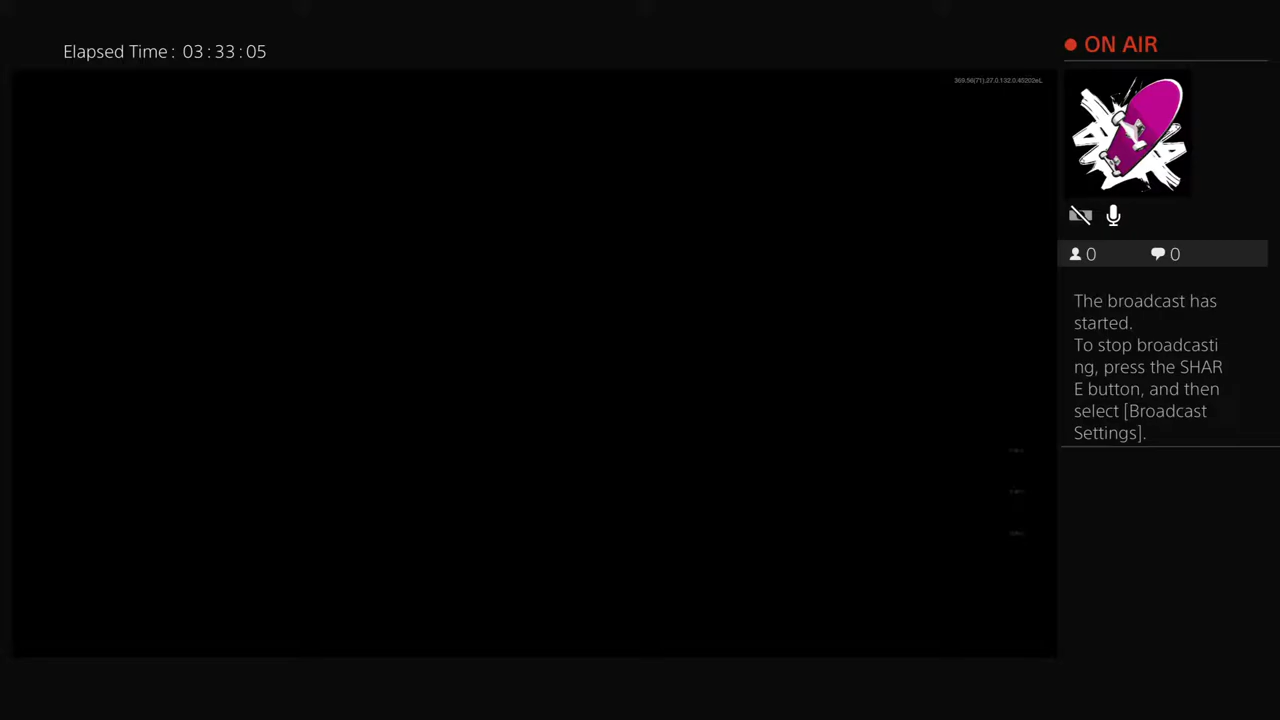 Elapsed Time : 03 : 33 : 05
ON AIR
0 0
The broadcast has
started.
To stop broadcasti
ng, press the SHAR
E button, and then
select [Broadcast
Settings].